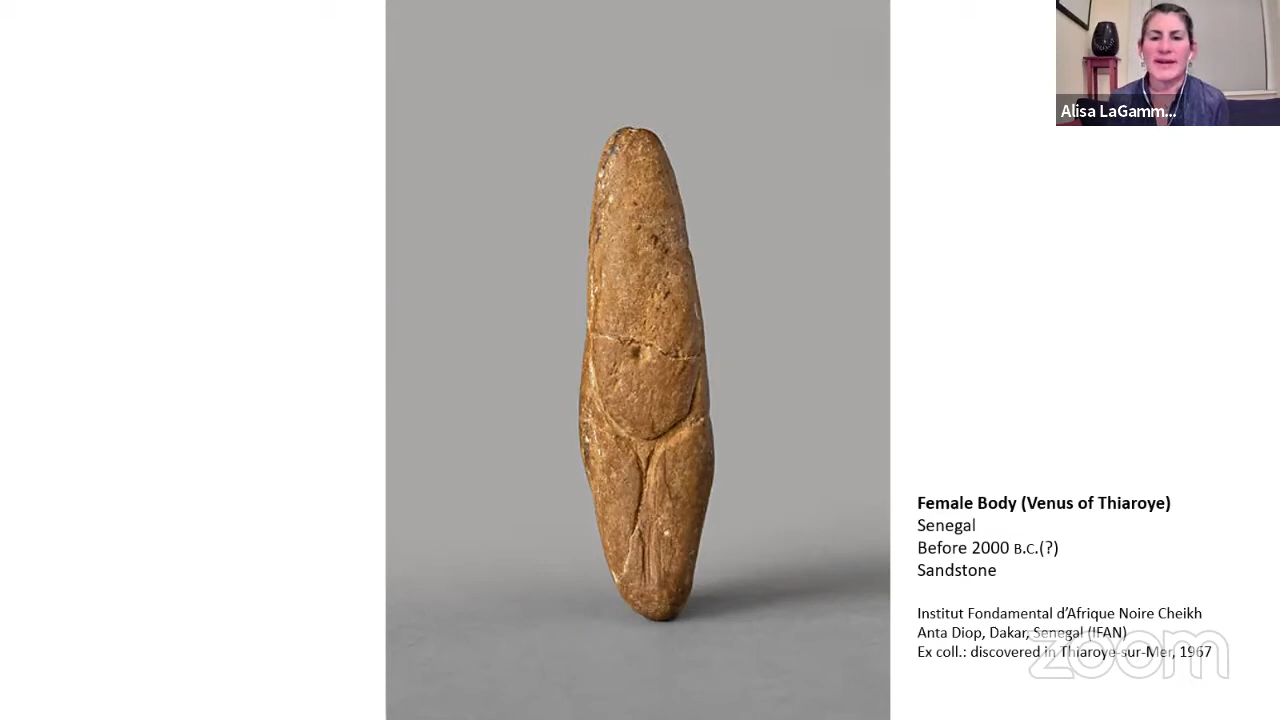 Alisa LaGamm...
Female Body (Venus of Thiaroye)
Senegal
Before 2000 B.C.(?)
Sandstone
Institut Fondamental d’Afrique Noire Cheikh
Anta Diop, Dakar, Senegal (IFAN)
Ex coll.: discovered in Thiaroye-sur-Mer, 1967
zoom